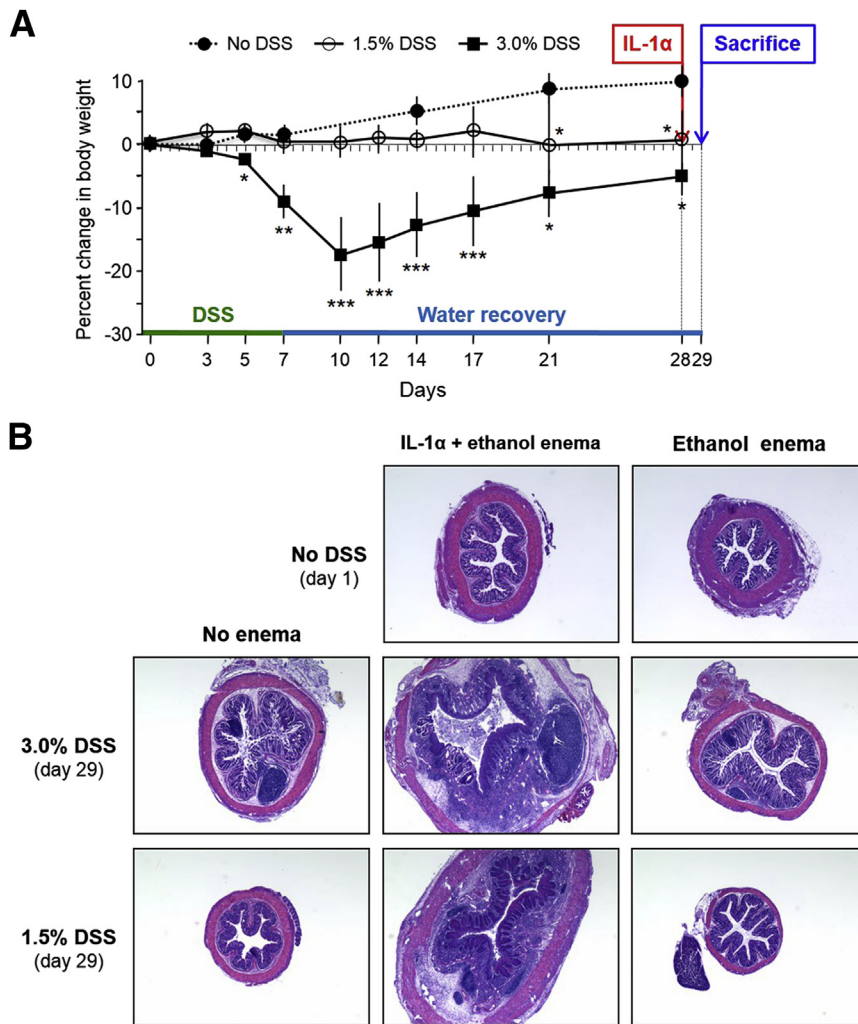 A
No DSS 1.5% DSS 3.0% DSS
IL-1α
Sacrifice
Percent change in body weight
10
0
-10
-20
-30
* * * ** *** *** *** *** * *
DSS
Water recovery
0 3 5 7 10 12 14 17 21 28 29
Days
B
IL-1α + ethanol enema
Ethanol enema
No DSS
(day 1)
No enema
3.0% DSS
(day 29)
1.5% DSS
(day 29)